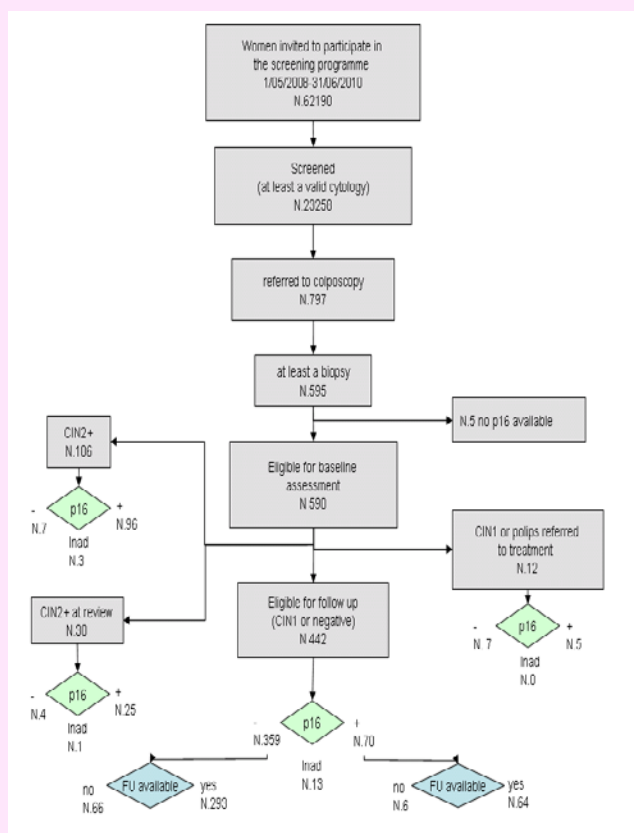 Women invited to participate in
the screening programme
1/05/2008-31/06/2010
N.62190
Screened
(at least a valid cytology)
N.23250
referred to colposcopy
N.797
at least a biopsy
N.595
N.5 no p16 available
CIN2+
N.106
Eligible for baseline
assessment
N 590
- p16 +
N.7 N.96
Inad
N.3
CIN1 or polips referred
to treatment
N.12
CIN2+ at review
N.30
Eligible for follow up
(CIN1 or negative)
N 442
- p16 +
N. 7 N.5
Inad
N.0
- p16 +
N.4 N.25
Inad
N.1
- p16 +
N.359 N.70
Inad
N.13
no FU available yes
N.66 N.293
no FU available yes
N.6 N.64